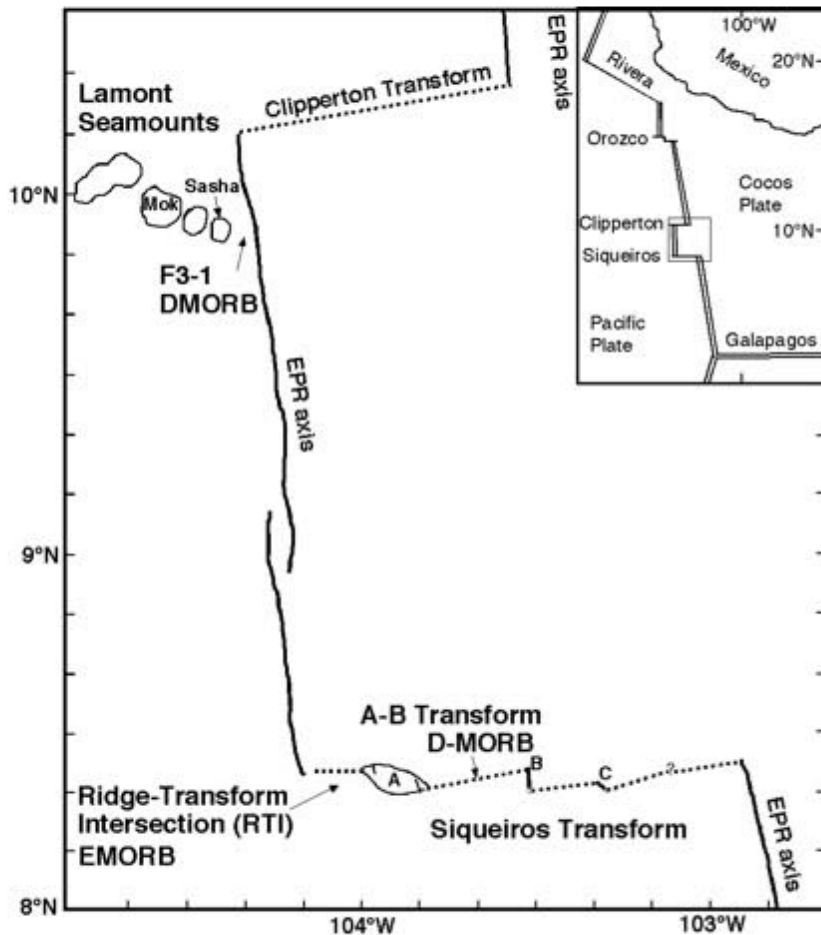 EPR axis
Clipperton Transform
Lamont
Seamounts
Sasha
Mok
10°N
F3-1
DMORB
EPR axis
9°N
A-B Transform
D-MORB
B
A
C
?
Ridge-Transform
Intersection (RTI)
EMORB
Siqueiros Transform
EPR axis
8°N
104°W
103°W
100°W
20°N
Mexico
Rivera
Orozco
Cocos
Plate
Clipperton
10°N
Siqueiros
Pacific
Plate
Galapagos